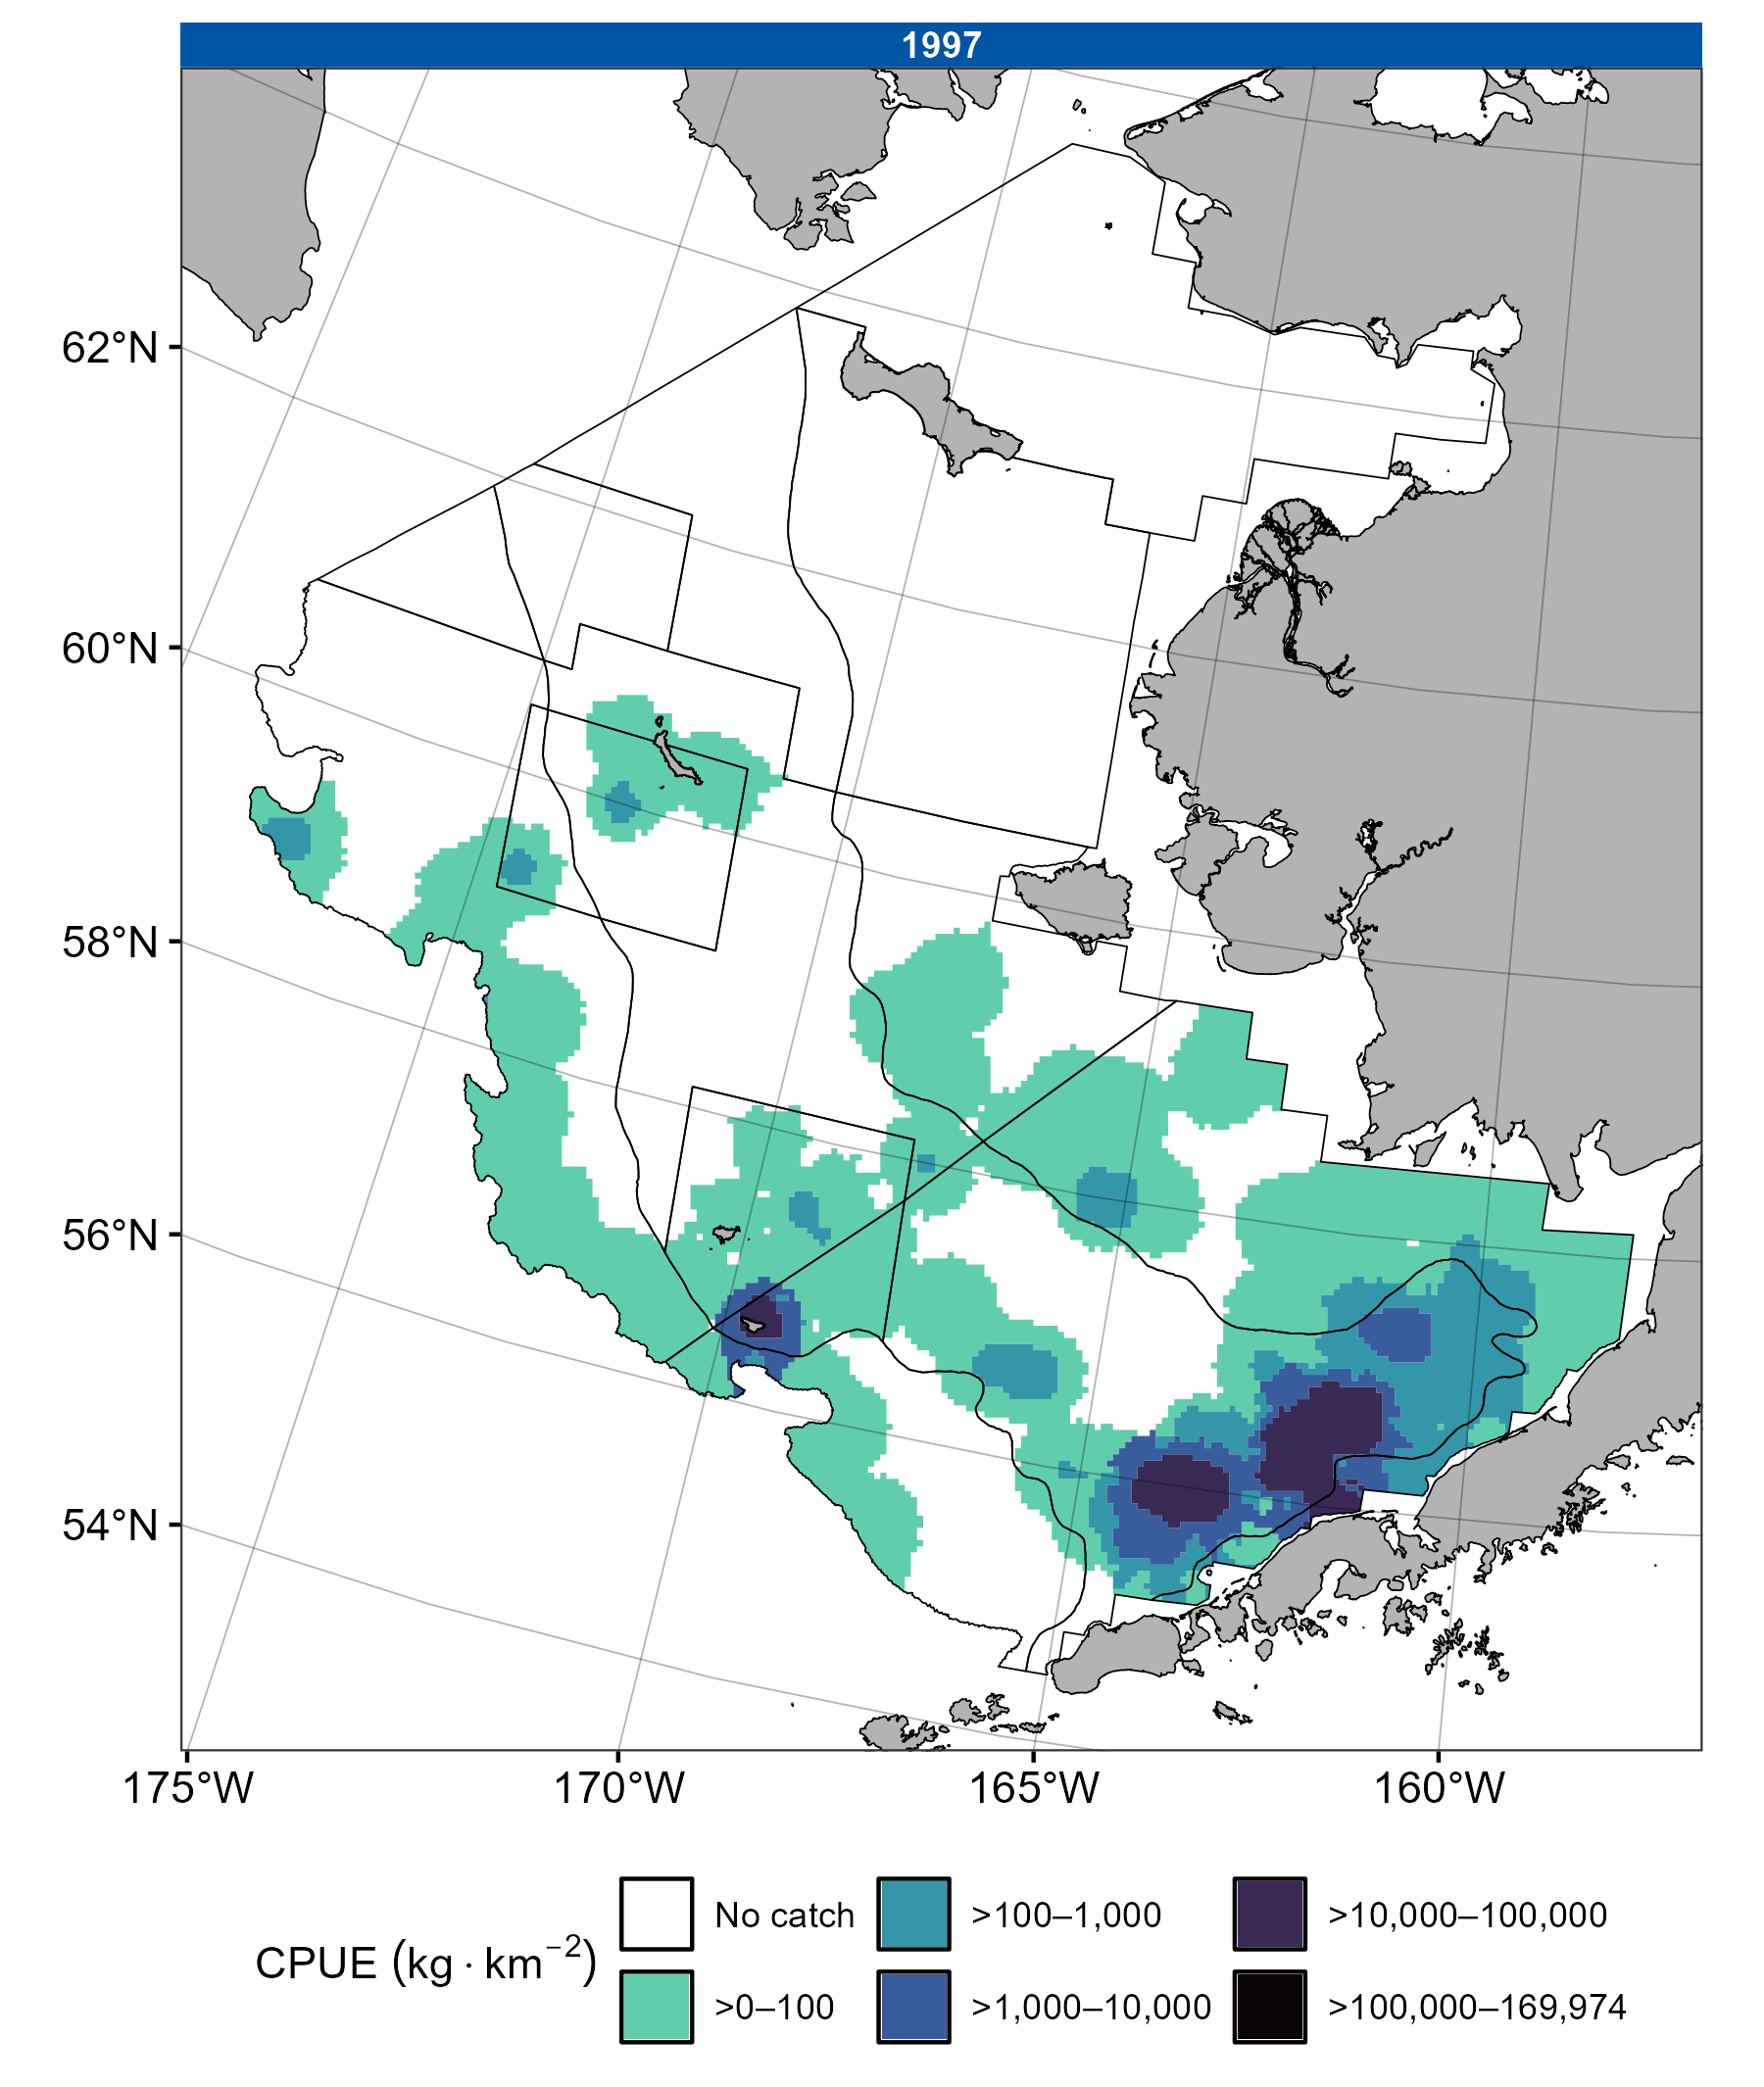 1997
62°N
60°N
58°N
56°N
54°N
175°W 170°W 165°W 160°W
CPUE (kg · km⁻²)
No catch
>0–100
>100–1,000
>1,000–10,000
>10,000–100,000
>100,000–169,974